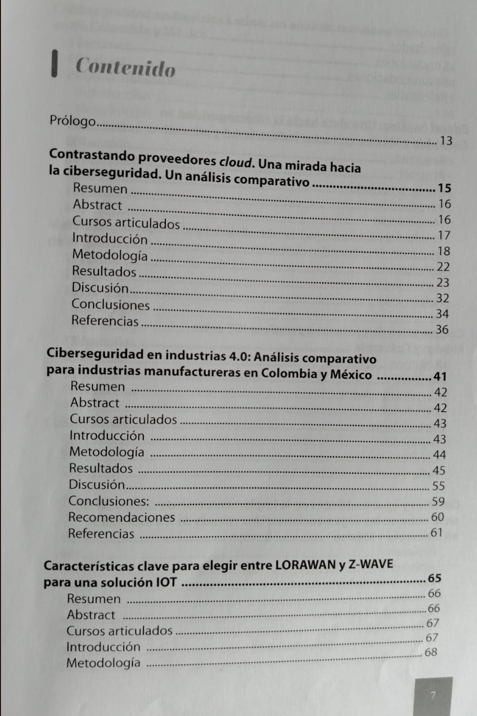 Contenido
Prólogo.......... 13
Contrastando proveedores cloud. Una mirada hacia
la ciberseguridad. Un análisis comparativo .......... 15
Resumen .......... 16
Abstract .......... 16
Cursos articulados .......... 17
Introducción .......... 18
Metodología .......... 22
Resultados .......... 23
Discusión.......... 32
Conclusiones .......... 34
Referencias .......... 36
Ciberseguridad en industrias 4.0: Análisis comparativo
para industrias manufactureras en Colombia y México .......... 41
Resumen .......... 42
Abstract .......... 42
Cursos articulados .......... 43
Introducción .......... 43
Metodología .......... 44
Resultados .......... 45
Discusión.......... 55
Conclusiones: .......... 59
Recomendaciones .......... 60
Referencias .......... 61
Características clave para elegir entre LORAWAN y Z-WAVE
para una solución IOT .......... 65
Resumen .......... 66
Abstract .......... 66
Cursos articulados .......... 67
Introducción .......... 67
Metodología .......... 68
7